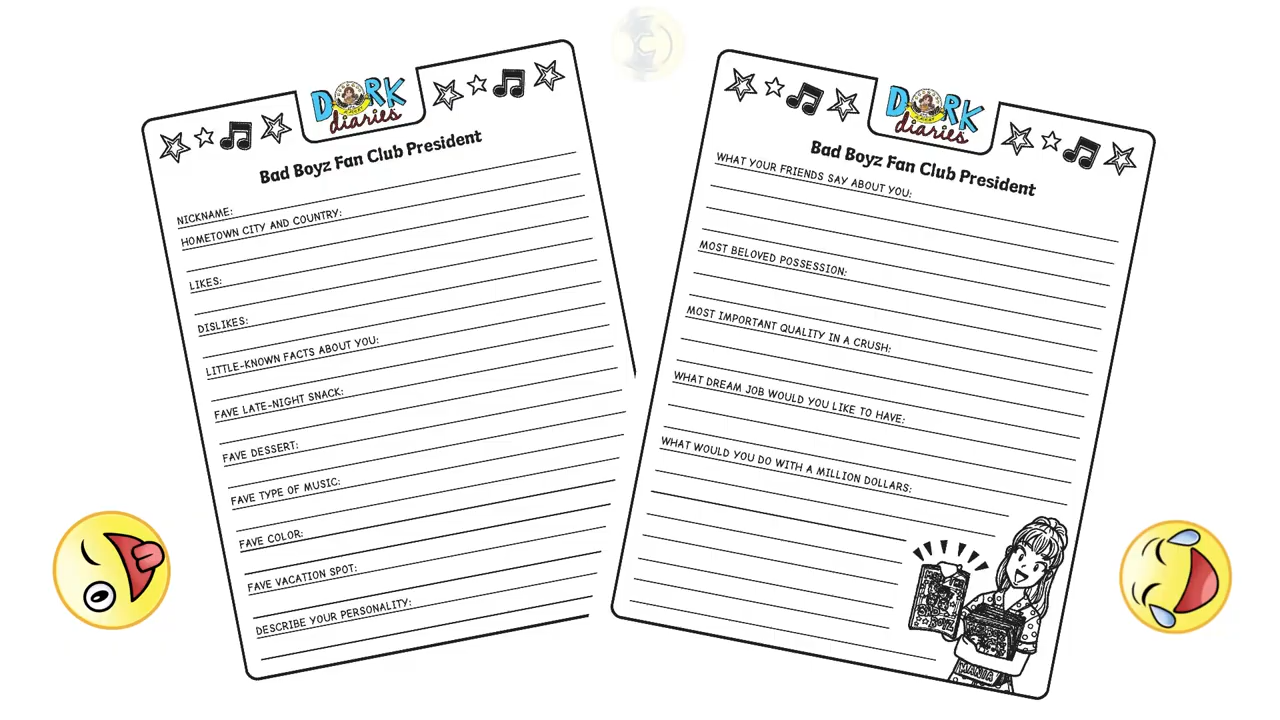 DORK
diaries
Bad Boyz Fan Club President
NICKNAME:
HOMETOWN CITY AND COUNTRY:
LIKES:
DISLIKES:
LITTLE-KNOWN FACTS ABOUT YOU:
FAVE LATE-NIGHT SNACK:
FAVE DESSERT:
FAVE TYPE OF MUSIC:
FAVE COLOR:
FAVE VACATION SPOT:
DESCRIBE YOUR PERSONALITY:
DORK
diaries
Bad Boyz Fan Club President
WHAT YOUR FRIENDS SAY ABOUT YOU:
MOST BELOVED POSSESSION:
MOST IMPORTANT QUALITY IN A CRUSH:
WHAT DREAM JOB WOULD YOU LIKE TO HAVE:
WHAT WOULD YOU DO WITH A MILLION DOLLARS:
MANIA